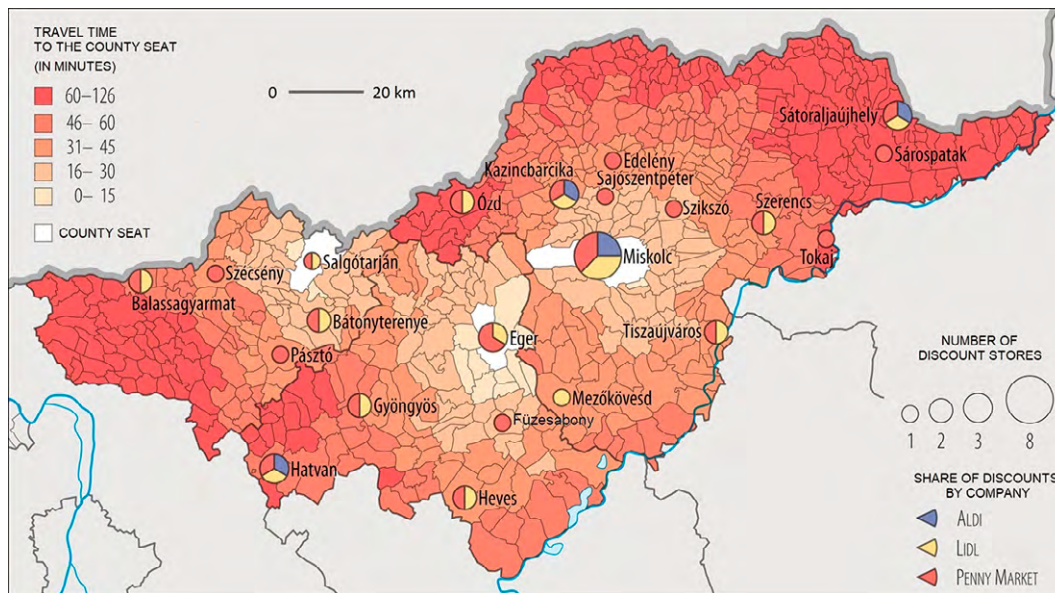 TRAVEL TIME
TO THE COUNTY SEAT
(IN MINUTES)
60–126
46– 60
31– 45
16– 30
0– 15
COUNTY SEAT
0 20 km
Sátoraljaújhely
Sárospatak
Edelény
Kazincbarcika
Sajószentpéter
Ózd
Szikszó
Szerencs
Tokaj
Miskolc
Salgótarján
Szécsény
Balassagyarmat
Bátonyterenye
Eger
Tiszaújváros
Pásztó
Gyöngyös
Mezőkövésd
Füzesabony
Hatvan
Heves
NUMBER OF
DISCOUNT STORES
1 2 3 8
SHARE OF DISCOUNTS
BY COMPANY
ALDI
LIDL
PENNY MARKET